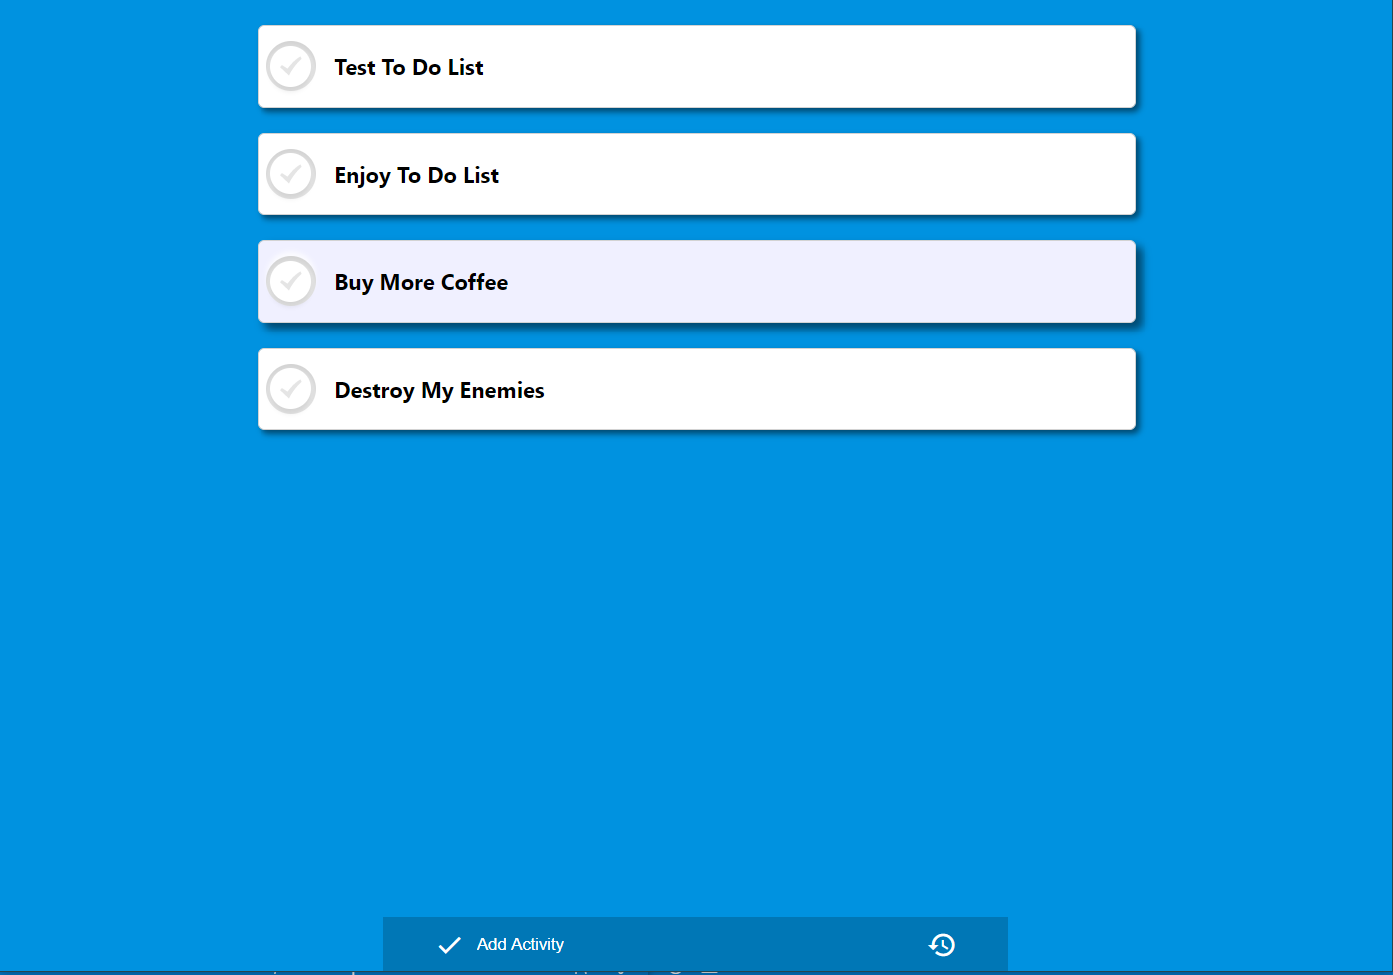 Test To Do List
Enjoy To Do List
Buy More Coffee
Destroy My Enemies
Add Activity